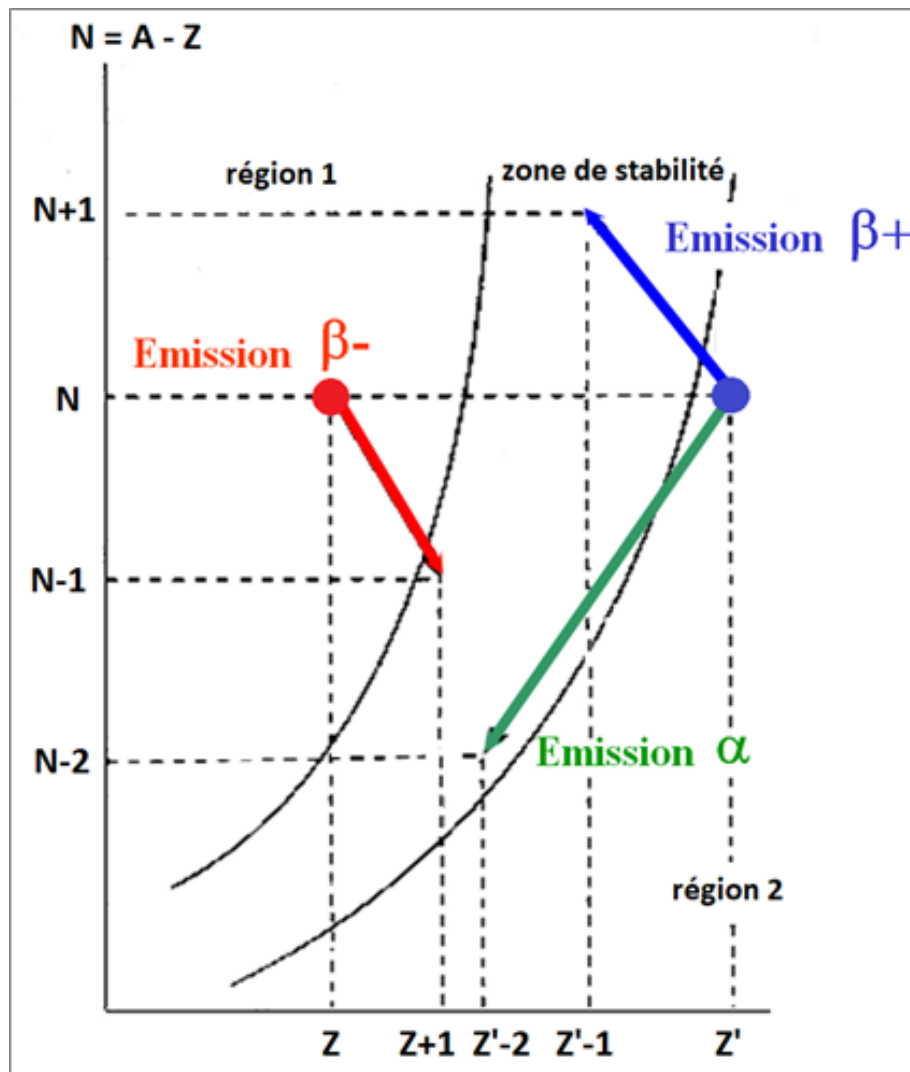 N = A - Z
région 1
zone de stabilité
N+1
Emission β+
Emission β-
N
N-1
N-2
Emission α
région 2
Z
Z+1
Z'-2
Z'-1
Z'